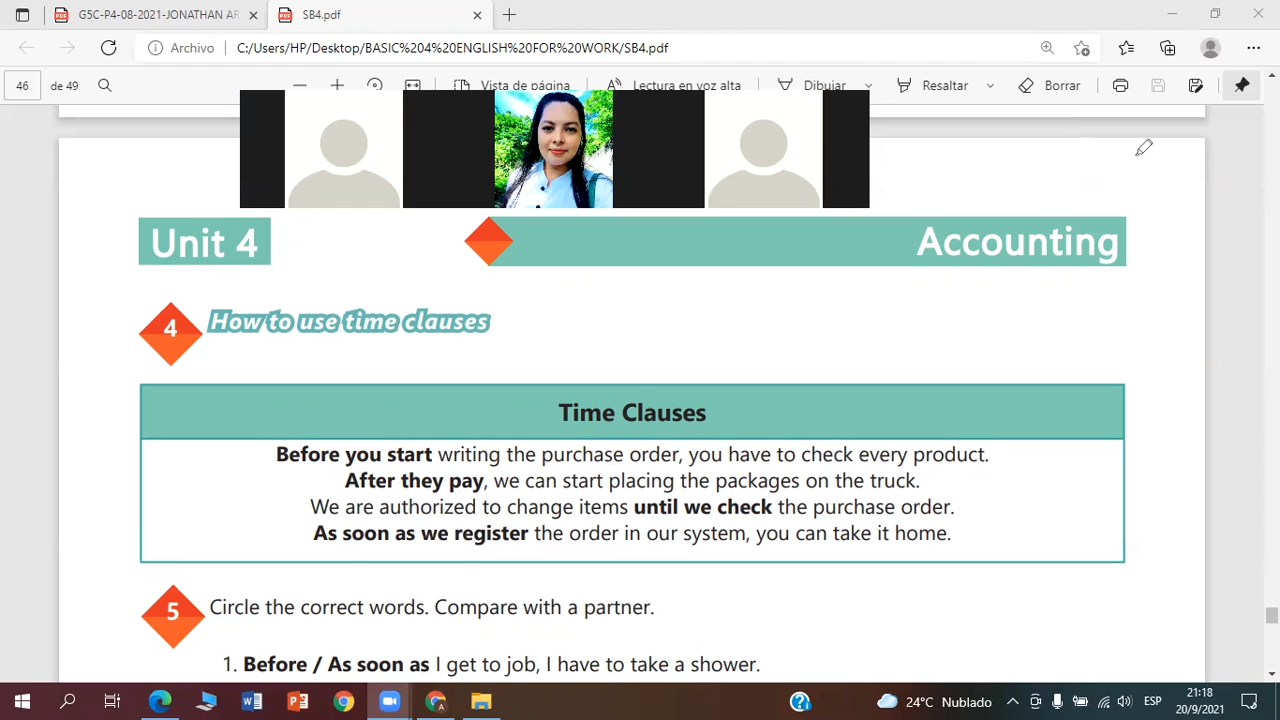 G5C-P4-08-2021-JONATHAN AR
SB4.pdf
Archivo
C:/Users/HP/Desktop/BASIC%204%20ENGLISH%20FOR%20WORK/SB4.pdf
46 de 49
Vista de página
Lectura en voz alta
Dibujar
Resaltar
Borrar
Unit 4
Accounting
4 How to use time clauses
Time Clauses
Before you start writing the purchase order, you have to check every product.
After they pay, we can start placing the packages on the truck.
We are authorized to change items until we check the purchase order.
As soon as we register the order in our system, you can take it home.
5 Circle the correct words. Compare with a partner.
1. Before / As soon as I get to job, I have to take a shower.
24°C Nublado
ESP
21:18
20/9/2021